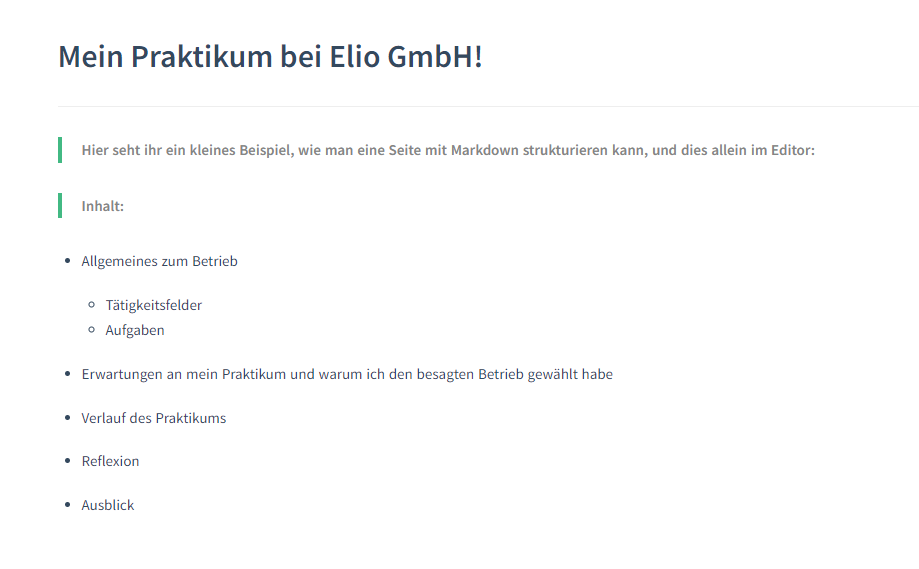 Mein Praktikum bei Elio GmbH!
Hier seht ihr ein kleines Beispiel, wie man eine Seite mit Markdown strukturieren kann, und dies allein im Editor:
Inhalt:
Allgemeines zum Betrieb
Tätigkeitsfelder
Aufgaben
Erwartungen an mein Praktikum und warum ich den besagten Betrieb gewählt habe
Verlauf des Praktikums
Reflexion
Ausblick